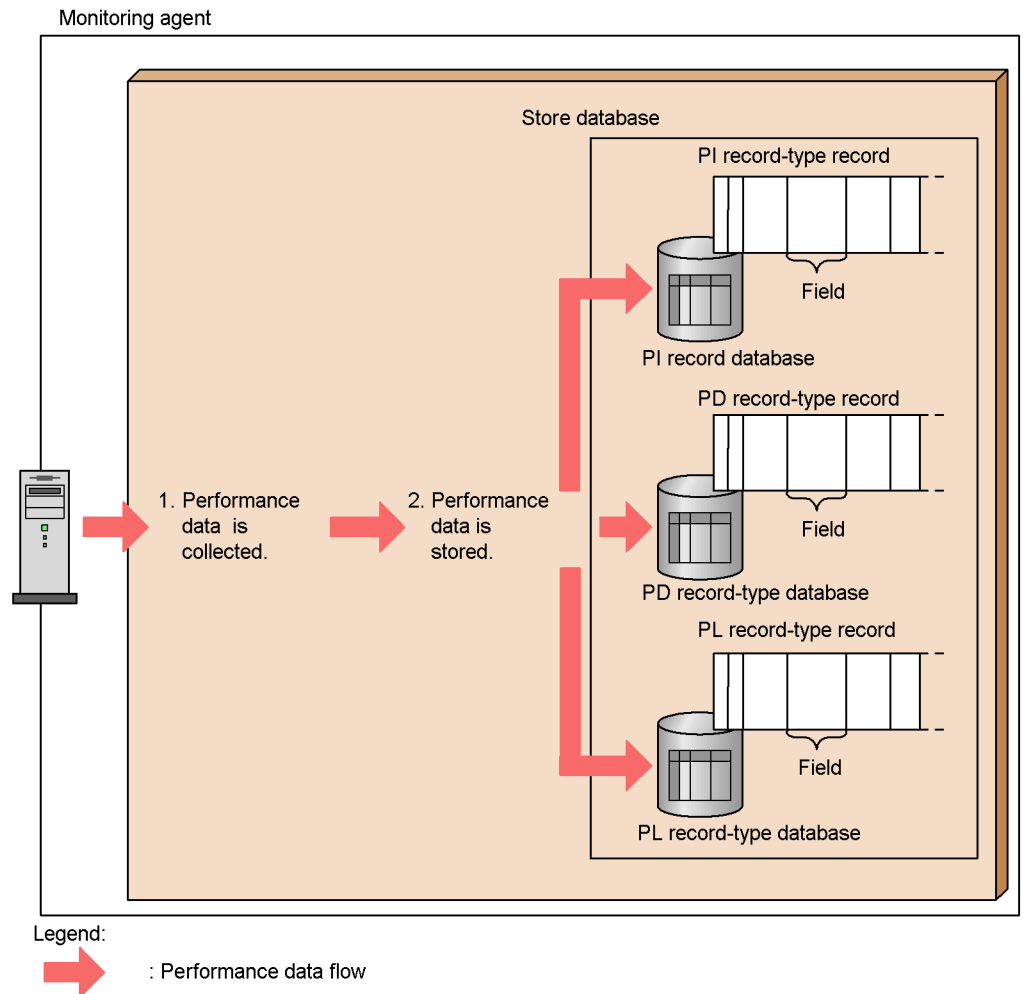 Monitoring agent
Store database
PI record-type record
Field
PI record database
PD record-type record
1. Performance
data is
collected.
2. Performance
data is
stored.
Field
PD record-type database
PL record-type record
Field
PL record-type database
Legend:
: Performance data flow